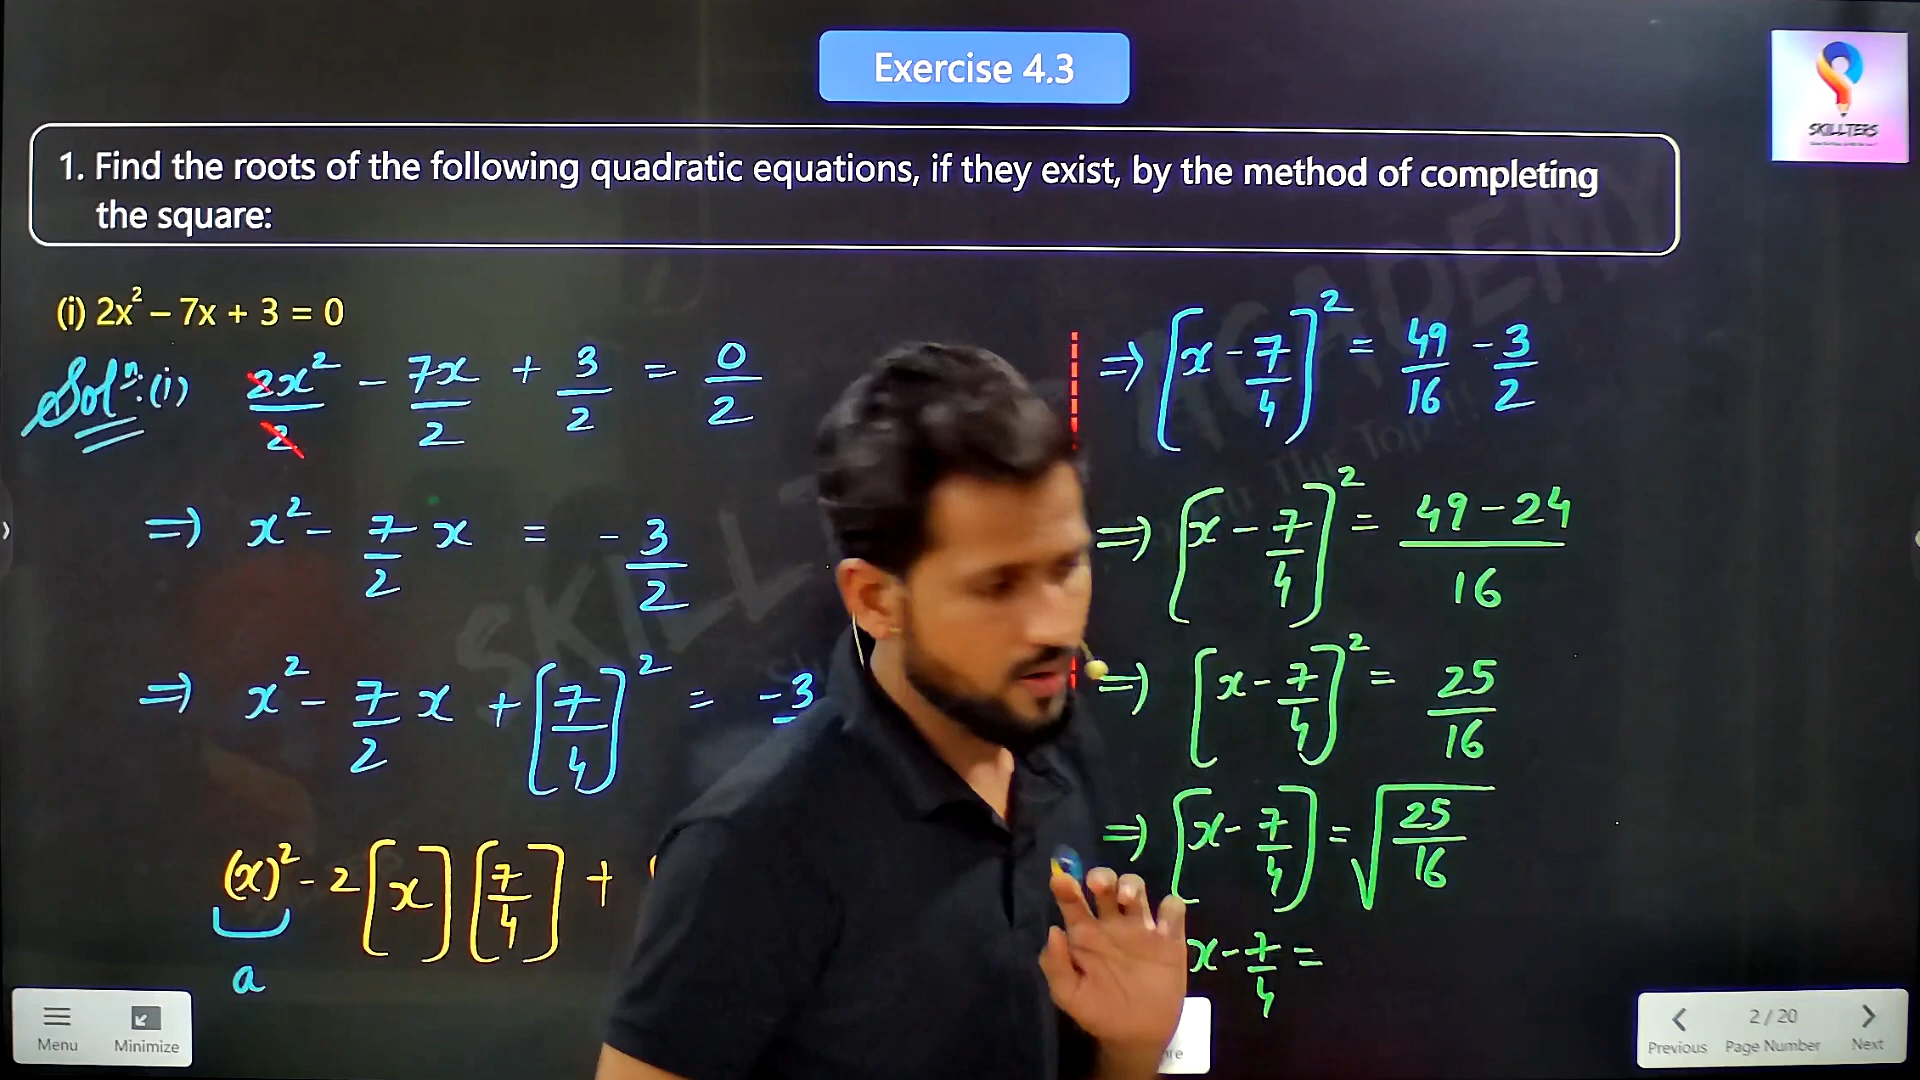 Exercise 4.3
SKILLTERS
1. Find the roots of the following quadratic equations, if they exist, by the method of completing
the square:
(i) 2x² – 7x + 3 = 0
Solⁿ:(i) 2x²/2 - 7x/2 + 3/2 = 0/2
⇒ x² - 7/2 x = -3/2
⇒ x² - 7/2 x + [7/4]² = -3
(x)² - 2[x][7/4] +
a
⇒ [x - 7/4]² = 49/16 - 3/2
⇒ [x - 7/4]² = 49-24/16
⇒ [x - 7/4]² = 25/16
⇒ [x - 7/4] = √25/16
x - 7/4 =
ACADEMY
Menu
Minimize
2 / 20
Previous Page Number Next